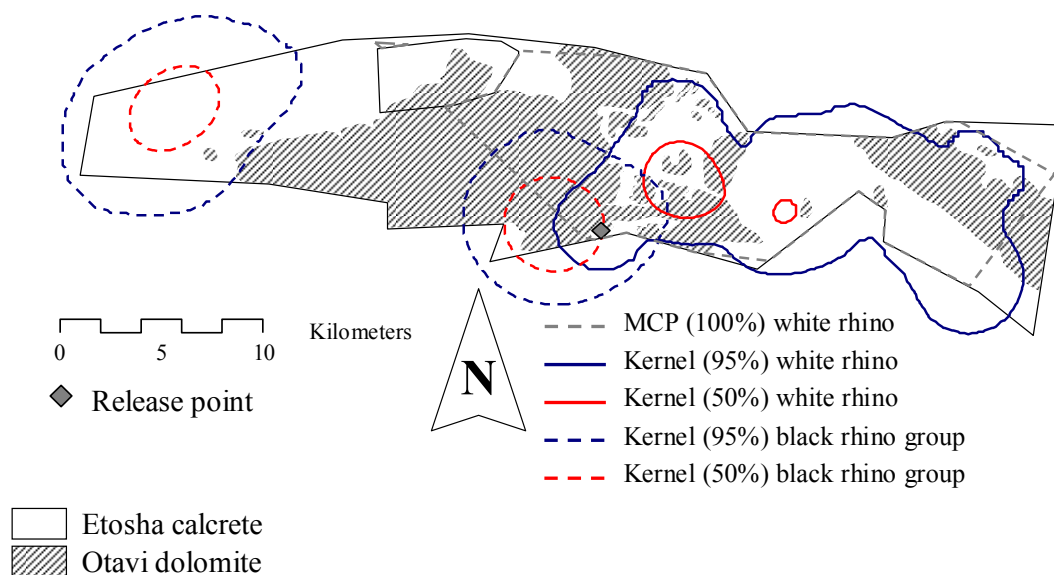 0 5 10
Kilometers
Release point
N
MCP (100%) white rhino
Kernel (95%) white rhino
Kernel (50%) white rhino
Kernel (95%) black rhino group
Kernel (50%) black rhino group
Etosha calcrete
Otavi dolomite